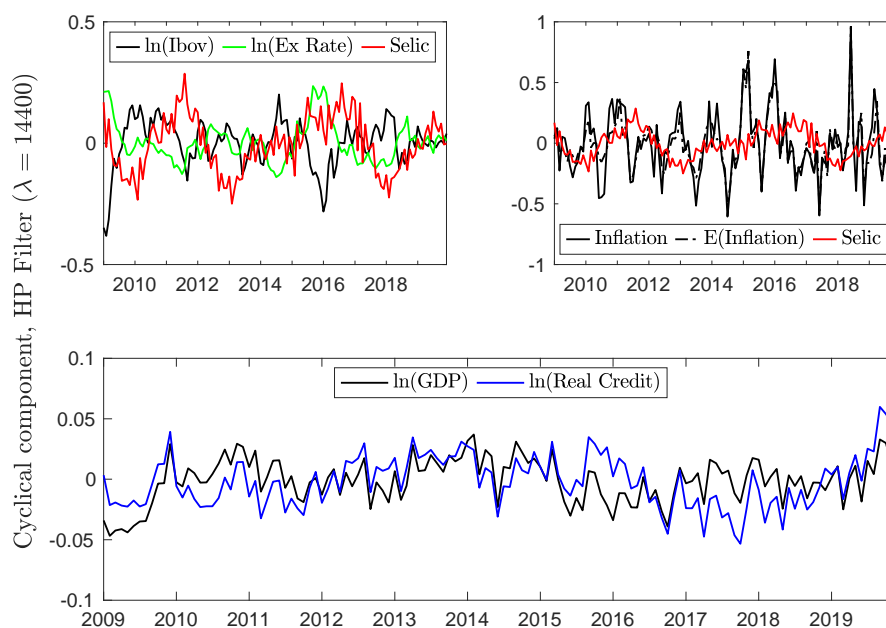 Cyclical component, HP Filter (λ = 14400)
0.5
0
-0.5
ln(Ibov) ln(Ex Rate) Selic
2010 2012 2014 2016 2018
1
0.5
0
-0.5
-1
Inflation E(Inflation) Selic
2010 2012 2014 2016 2018
0.1
0.05
0
-0.05
-0.1
ln(GDP) ln(Real Credit)
2009 2010 2011 2012 2013 2014 2015 2016 2017 2018 2019